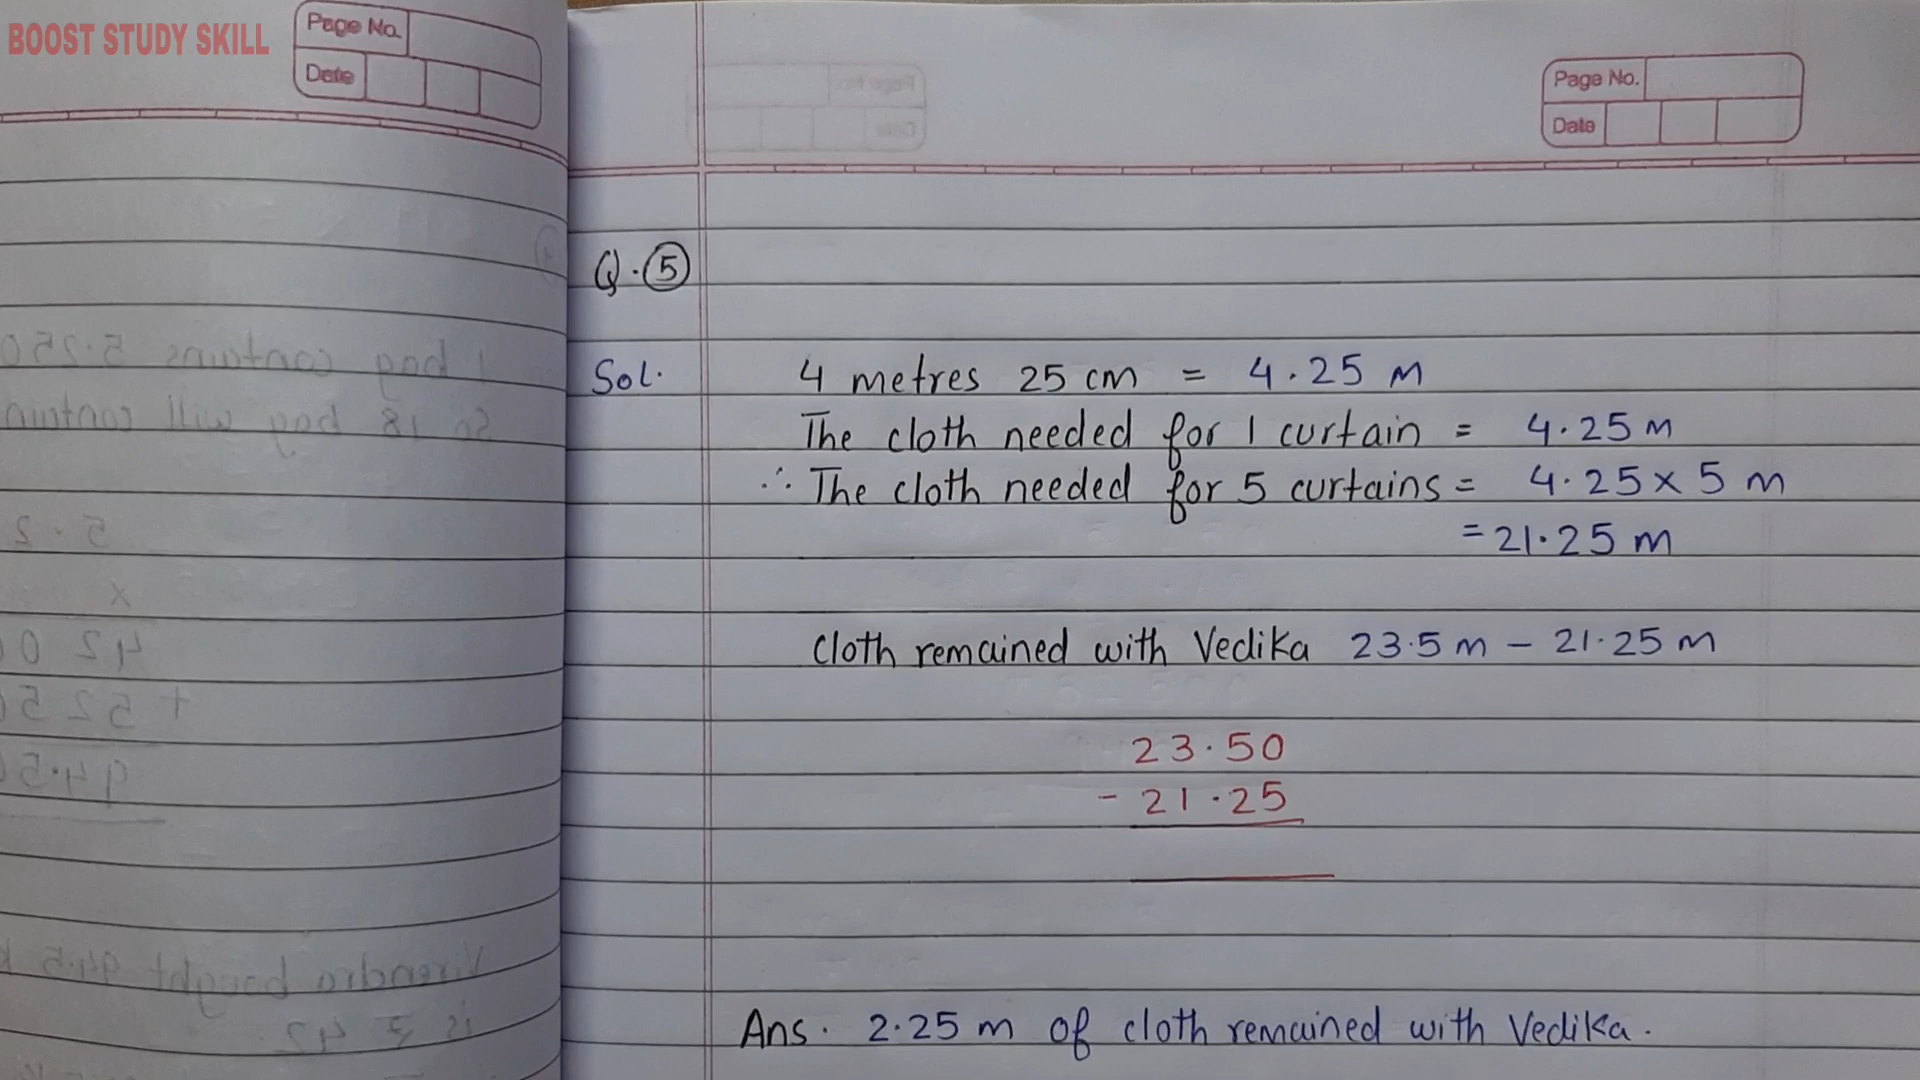 BOOST STUDY SKILL
Page No.
Date
Page No.
Date
Q.5
Sol. 4 metres 25 cm = 4.25 m
The cloth needed for 1 curtain = 4.25 m
∴ The cloth needed for 5 curtains = 4.25 × 5 m
= 21.25 m
Cloth remained with Vedika 23.5 m - 21.25 m
23.50
- 21.25
Ans. 2.25 m of cloth remained with Vedika.